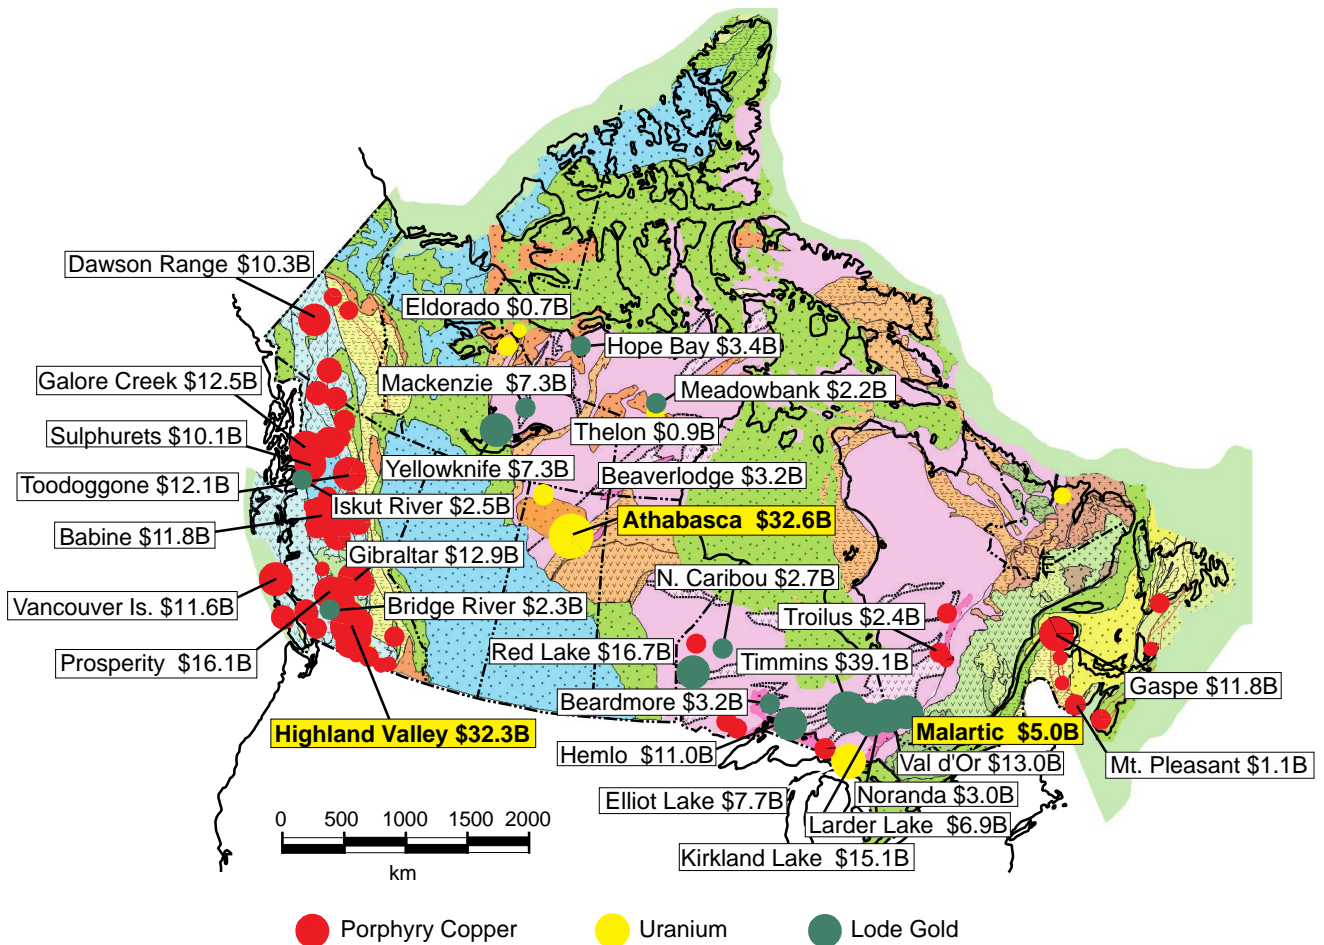 Dawson Range $10.3B
Eldorado $0.7B
Hope Bay $3.4B
Galore Creek $12.5B
Mackenzie $7.3B
Meadowbank $2.2B
Sulphurets $10.1B
Thelon $0.9B
Yellowknife $7.3B
Beaverlodge $3.2B
Toodoggone $12.1B
Iskut River $2.5B
Athabasca $32.6B
Babine $11.8B
Gibraltar $12.9B
N. Caribou $2.7B
Vancouver Is. $11.6B
Bridge River $2.3B
Troilus $2.4B
Prosperity $16.1B
Red Lake $16.7B
Timmins $39.1B
Gaspe $11.8B
Beardmore $3.2B
Highland Valley $32.3B
Malartic $5.0B
Hemlo $11.0B
Val d'Or $13.0B
Mt. Pleasant $1.1B
Elliot Lake $7.7B
Noranda $3.0B
Larder Lake $6.9B
Kirkland Lake $15.1B
0 500 1000 1500 2000
km
Porphyry Copper
Uranium
Lode Gold